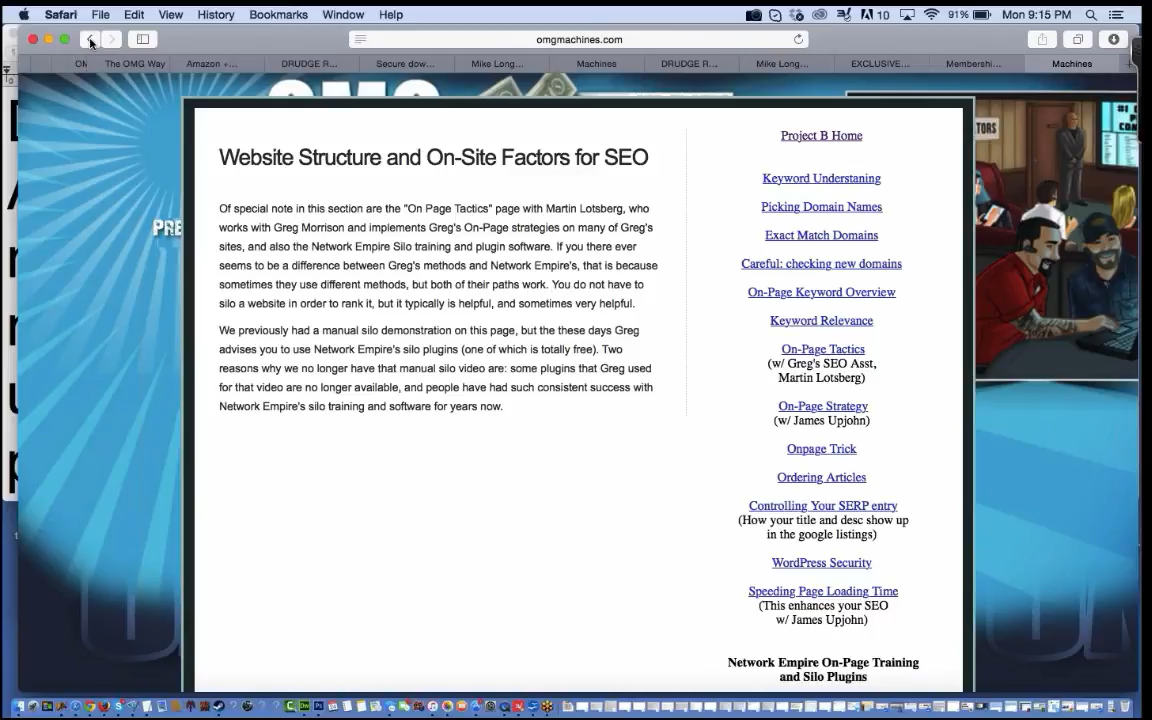 Safari File Edit View History Bookmarks Window Help
10 91% Mon 9:15 PM
omgmachines.com
The OMG Way Amazon +... DRUDGE R... Secure dow... Mike Long... Machines DRUDGE R... Mike Long... EXCLUSIVE... Membershi... Machines
TORS
PRE
Website Structure and On-Site Factors for SEO
Of special note in this section are the "On Page Tactics" page with Martin Lotsberg, who
works with Greg Morrison and implements Greg's On-Page strategies on many of Greg's
sites, and also the Network Empire Silo training and plugin software. If you there ever
seems to be a difference between Greg's methods and Network Empire's, that is because
sometimes they use different methods, but both of their paths work. You do not have to
silo a website in order to rank it, but it typically is helpful, and sometimes very helpful.
We previously had a manual silo demonstration on this page, but the these days Greg
advises you to use Network Empire's silo plugins (one of which is totally free). Two
reasons why we no longer have that manual silo video are: some plugins that Greg used
for that video are no longer available, and people have had such consistent success with
Network Empire's silo training and software for years now.
Project B Home
Keyword Understaning
Picking Domain Names
Exact Match Domains
Careful: checking new domains
On-Page Keyword Overview
Keyword Relevance
On-Page Tactics
(w/ Greg's SEO Asst,
Martin Lotsberg)
On-Page Strategy
(w/ James Upjohn)
Onpage Trick
Ordering Articles
Controlling Your SERP entry
(How your title and desc show up
in the google listings)
WordPress Security
Speeding Page Loading Time
(This enhances your SEO
w/ James Upjohn)
Network Empire On-Page Training
and Silo Plugins